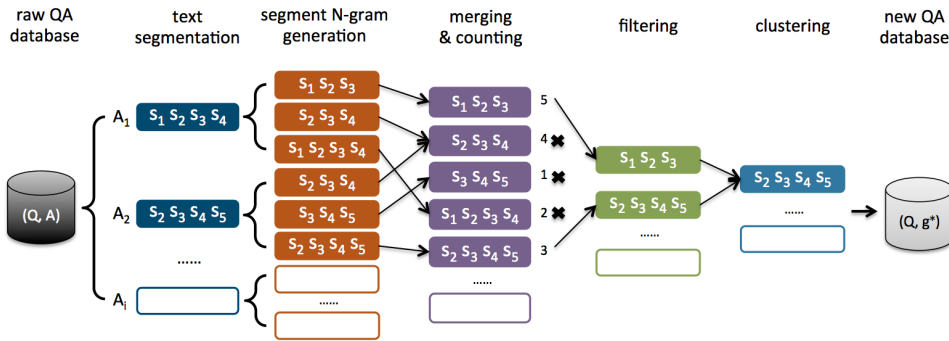 raw QA
database
text
segmentation
segment N-gram
generation
merging
& counting
filtering
clustering
new QA
database
(Q, A)
A₁
S₁ S₂ S₃ S₄
A₂
S₂ S₃ S₄ S₅
......
Aᵢ
S₁ S₂ S₃
S₂ S₃ S₄
S₁ S₂ S₃ S₄
S₂ S₃ S₄
S₃ S₄ S₅
S₂ S₃ S₄ S₅
......
S₁ S₂ S₃ 5
S₂ S₃ S₄ 4 ✖
S₃ S₄ S₅ 1 ✖
S₁ S₂ S₃ S₄ 2 ✖
S₂ S₃ S₄ S₅ 3
......
S₁ S₂ S₃
S₂ S₃ S₄ S₅
......
S₂ S₃ S₄ S₅
......
(Q, g*)